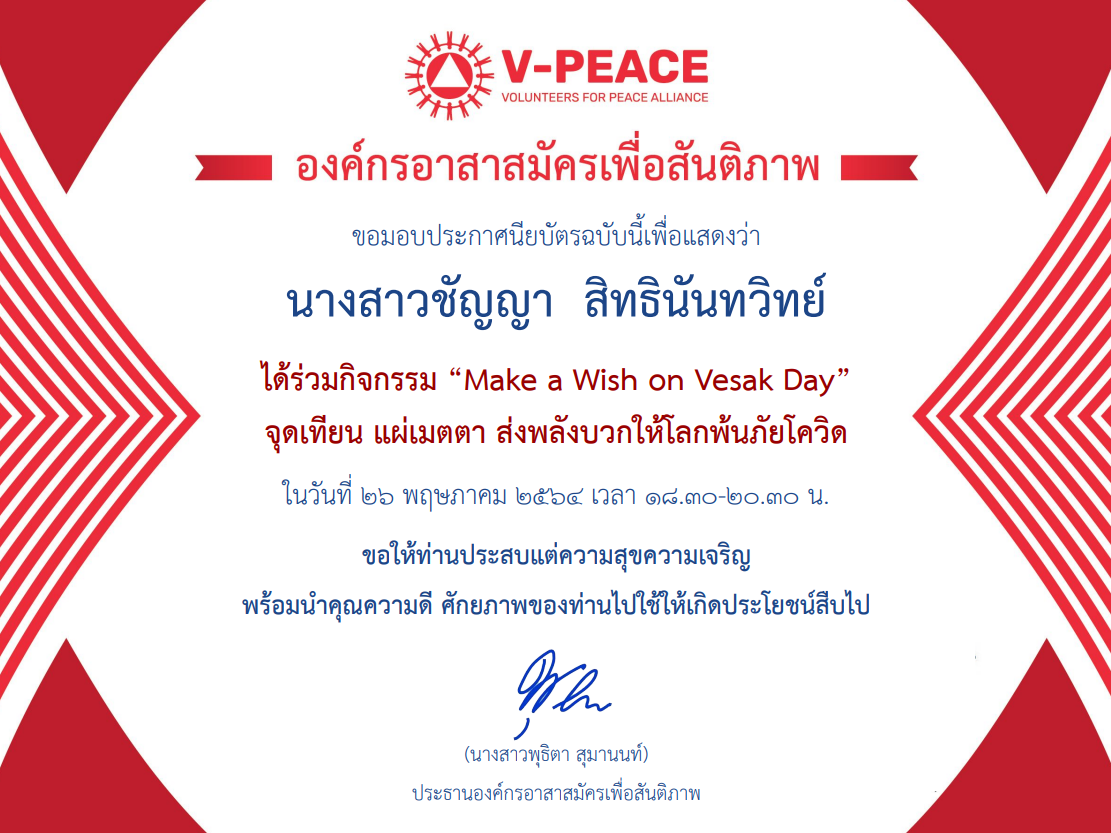 V-PEACE
VOLUNTEERS FOR PEACE ALLIANCE
องค์กรอาสาสมัครเพื่อสันติภาพ
ขอมอบประกาศนียบัตรฉบับนี้เพื่อแสดงว่า
นางสาวชัญญา สิทธินันทวิทย์
ได้ร่วมกิจกรรม “Make a Wish on Vesak Day”
จุดเทียน แผ่เมตตา ส่งพลังบวกให้โลกพ้นภัยโควิด
ในวันที่ ๒๖ พฤษภาคม ๒๕๖๔ เวลา ๑๘.๓๐-๒๐.๓๐ น.
ขอให้ท่านประสบแต่ความสุขความเจริญ
พร้อมนำคุณความดี ศักยภาพของท่านไปใช้ให้เกิดประโยชน์สืบไป
(นางสาวพุธิตา สุมานนท์)
ประธานองค์กรอาสาสมัครเพื่อสันติภาพ